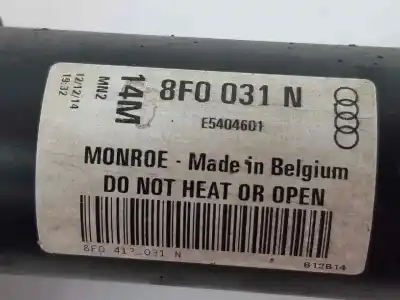 12/12/14
19:32
MN2
14M
8F0 031 N
E5404601
MONROE - Made in Belgium
DO NOT HEAT OR OPEN
8F0 413 031 N
612814